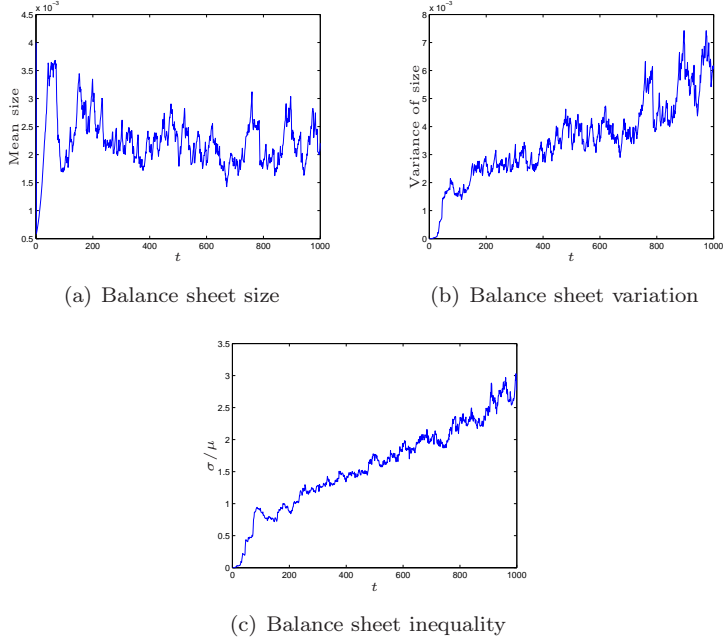 x 10⁻³
4.5
4
3.5
3
2.5
2
1.5
1
0.5
Mean size
0 200 400 600 800 1000
t
(a) Balance sheet size
x 10⁻³
8
7
6
5
4
3
2
1
0
Variance of size
0 200 400 600 800 1000
t
(b) Balance sheet variation
3.5
3
2.5
2
1.5
1
0.5
0
σ/μ
0 200 400 600 800 1000
t
(c) Balance sheet inequality